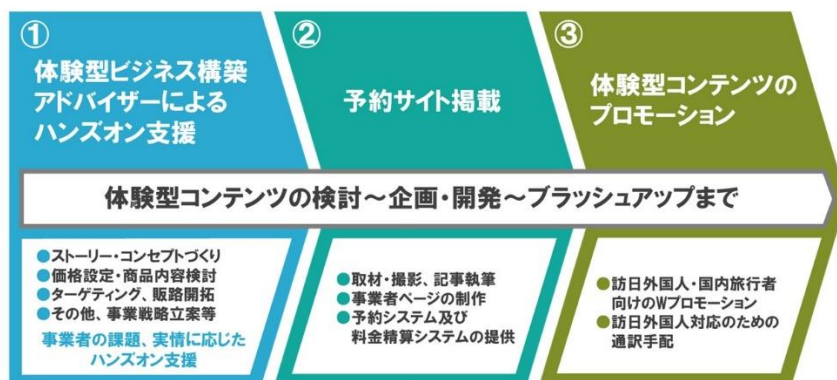 ①
体験型ビジネス構築
アドバイザーによる
ハンズオン支援
②
予約サイト掲載
③
体験型コンテンツの
プロモーション
体験型コンテンツの検討～企画・開発～ブラッシュアップまで
●ストーリー・コンセプトづくり
●価格設定・商品内容検討
●ターゲティング、販路開拓
●その他、事業戦略立案等
事業者の課題、実情に応じた
ハンズオン支援
●取材・撮影、記事執筆
●事業者ページの制作
●予約システム及び
料金精算システムの提供
●訪日外国人・国内旅行者
向けのWプロモーション
●訪日外国人対応のための
通訳手配